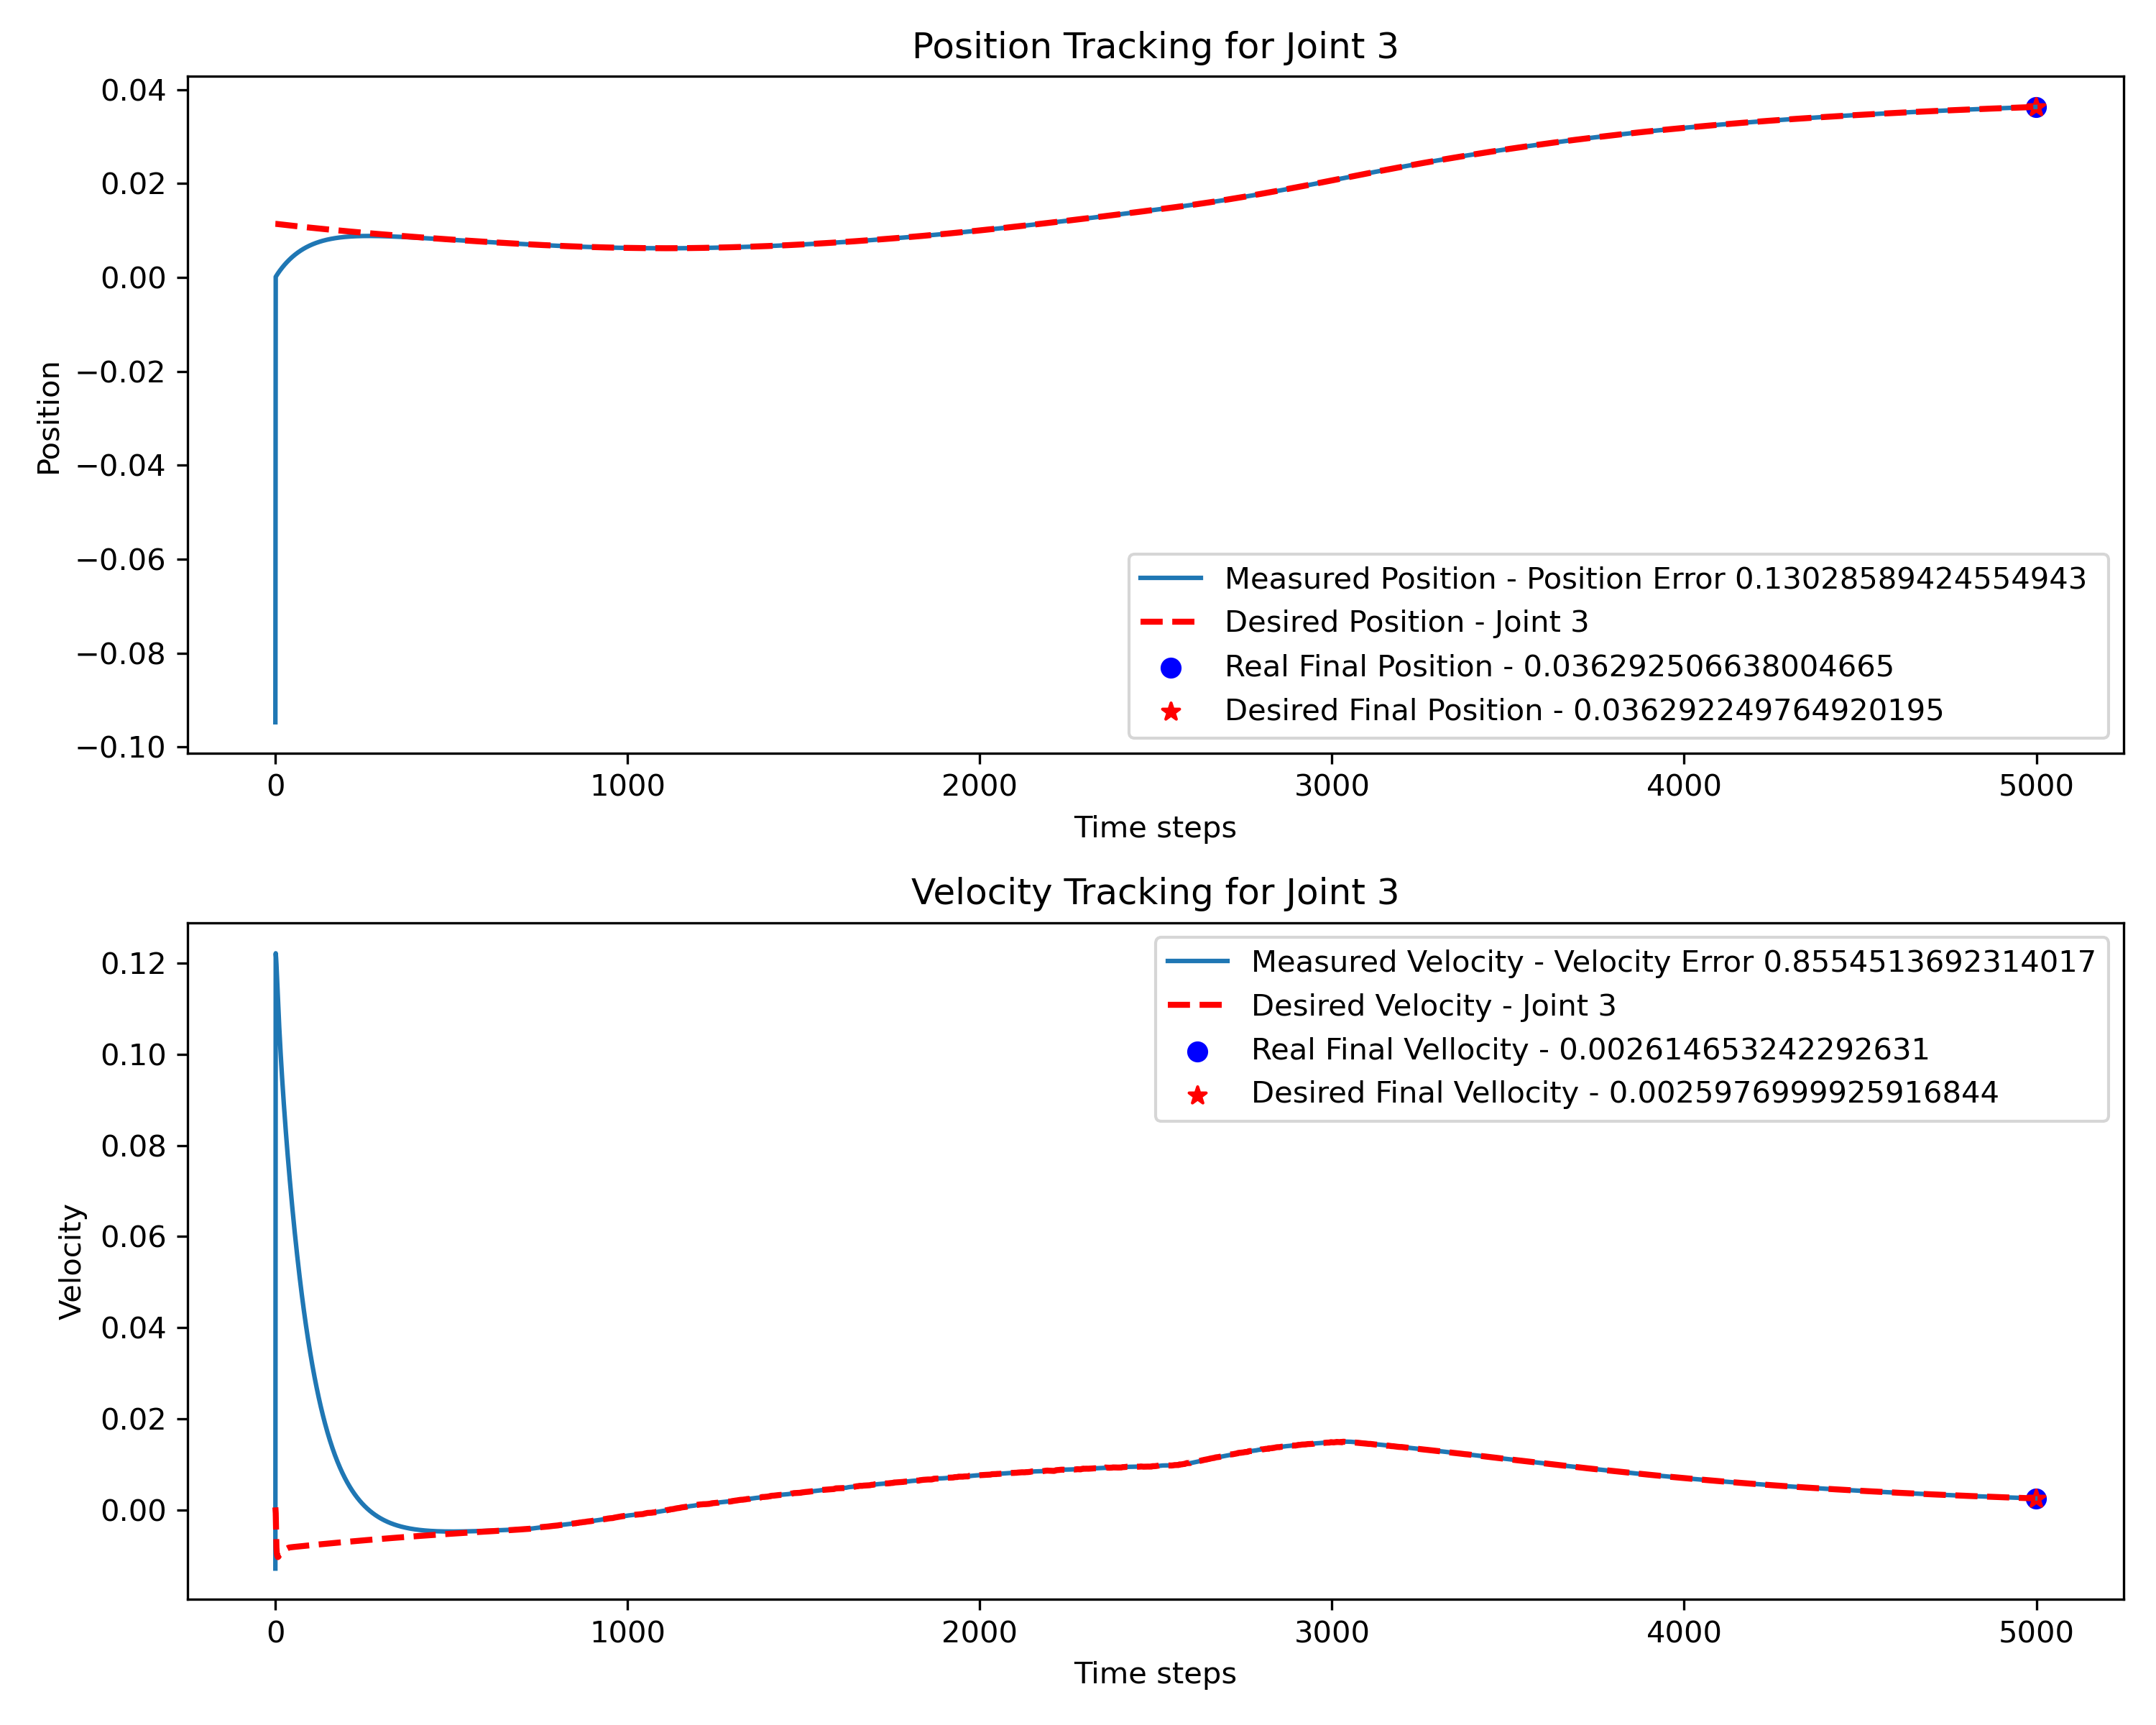 Position Tracking for Joint 3
0.04
0.02
0.00
−0.02
−0.04
−0.06
−0.08
−0.10
Position
Measured Position - Position Error 0.13028589424554943
Desired Position - Joint 3
Real Final Position - 0.036292506638004665
Desired Final Position - 0.036292249764920195
0 1000 2000 3000 4000 5000
Time steps
Velocity Tracking for Joint 3
0.12
0.10
0.08
0.06
0.04
0.02
0.00
Velocity
Measured Velocity - Velocity Error 0.8554513692314017
Desired Velocity - Joint 3
Real Final Vellocity - 0.002614653242292631
Desired Final Vellocity - 0.0025976999925916844
0 1000 2000 3000 4000 5000
Time steps